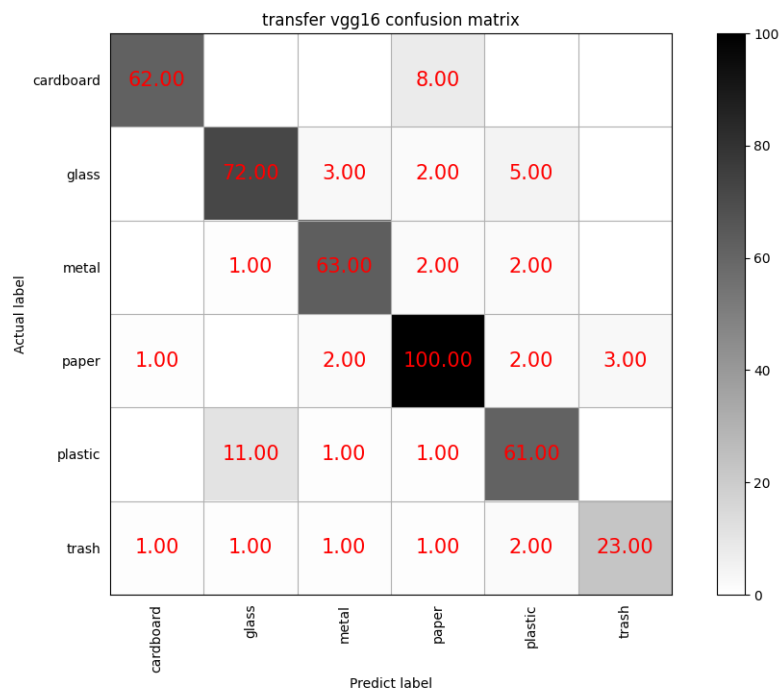 transfer vgg16 confusion matrix
cardboard 62.00 8.00
glass 72.00 3.00 2.00 5.00
metal 1.00 63.00 2.00 2.00
paper 1.00 2.00 100.00 2.00 3.00
plastic 11.00 1.00 1.00 61.00
trash 1.00 1.00 1.00 1.00 2.00 23.00
Actual label
cardboard glass metal paper plastic trash
Predict label
100
80
60
40
20
0